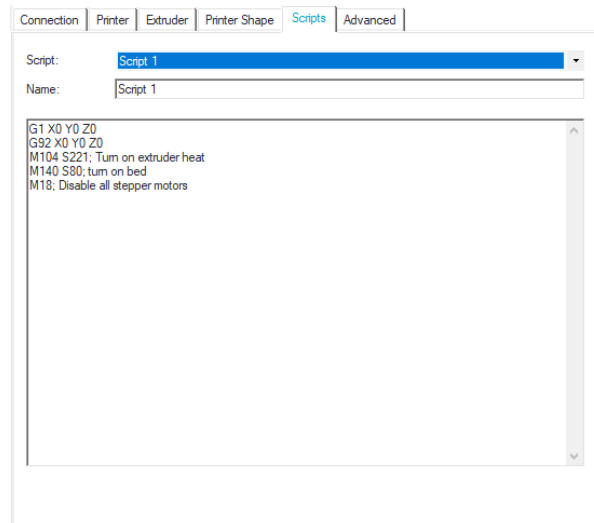 Connection Printer Extruder Printer Shape Scripts Advanced
Script: Script 1
Name: Script 1
G1 X0 Y0 Z0
G92 X0 Y0 Z0
M104 S221; Turn on extruder heat
M140 S80; turn on bed
M18; Disable all stepper motors